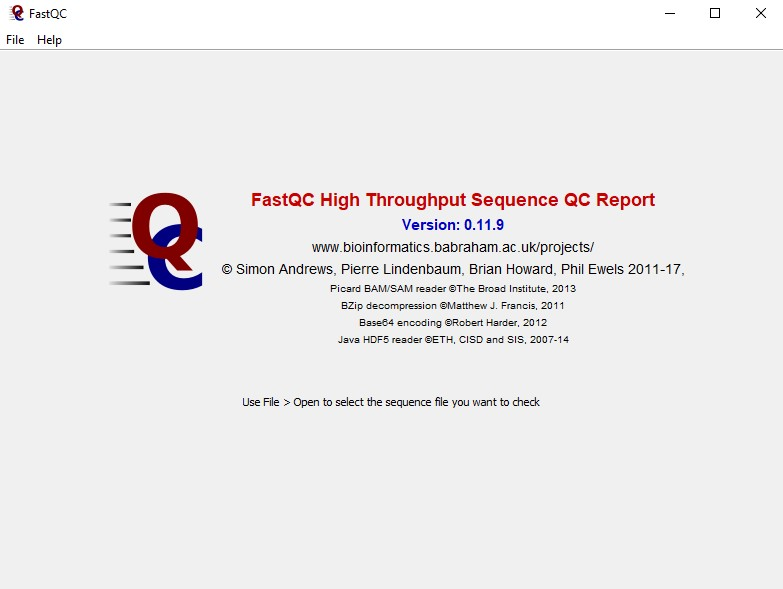 FastQC
File Help
QC
FastQC High Throughput Sequence QC Report
Version: 0.11.9
www.bioinformatics.babraham.ac.uk/projects/
© Simon Andrews, Pierre Lindenbaum, Brian Howard, Phil Ewels 2011-17,
Picard BAM/SAM reader ©The Broad Institute, 2013
BZip decompression ©Matthew J. Francis, 2011
Base64 encoding ©Robert Harder, 2012
Java HDF5 reader ©ETH, CISD and SIS, 2007-14
Use File > Open to select the sequence file you want to check